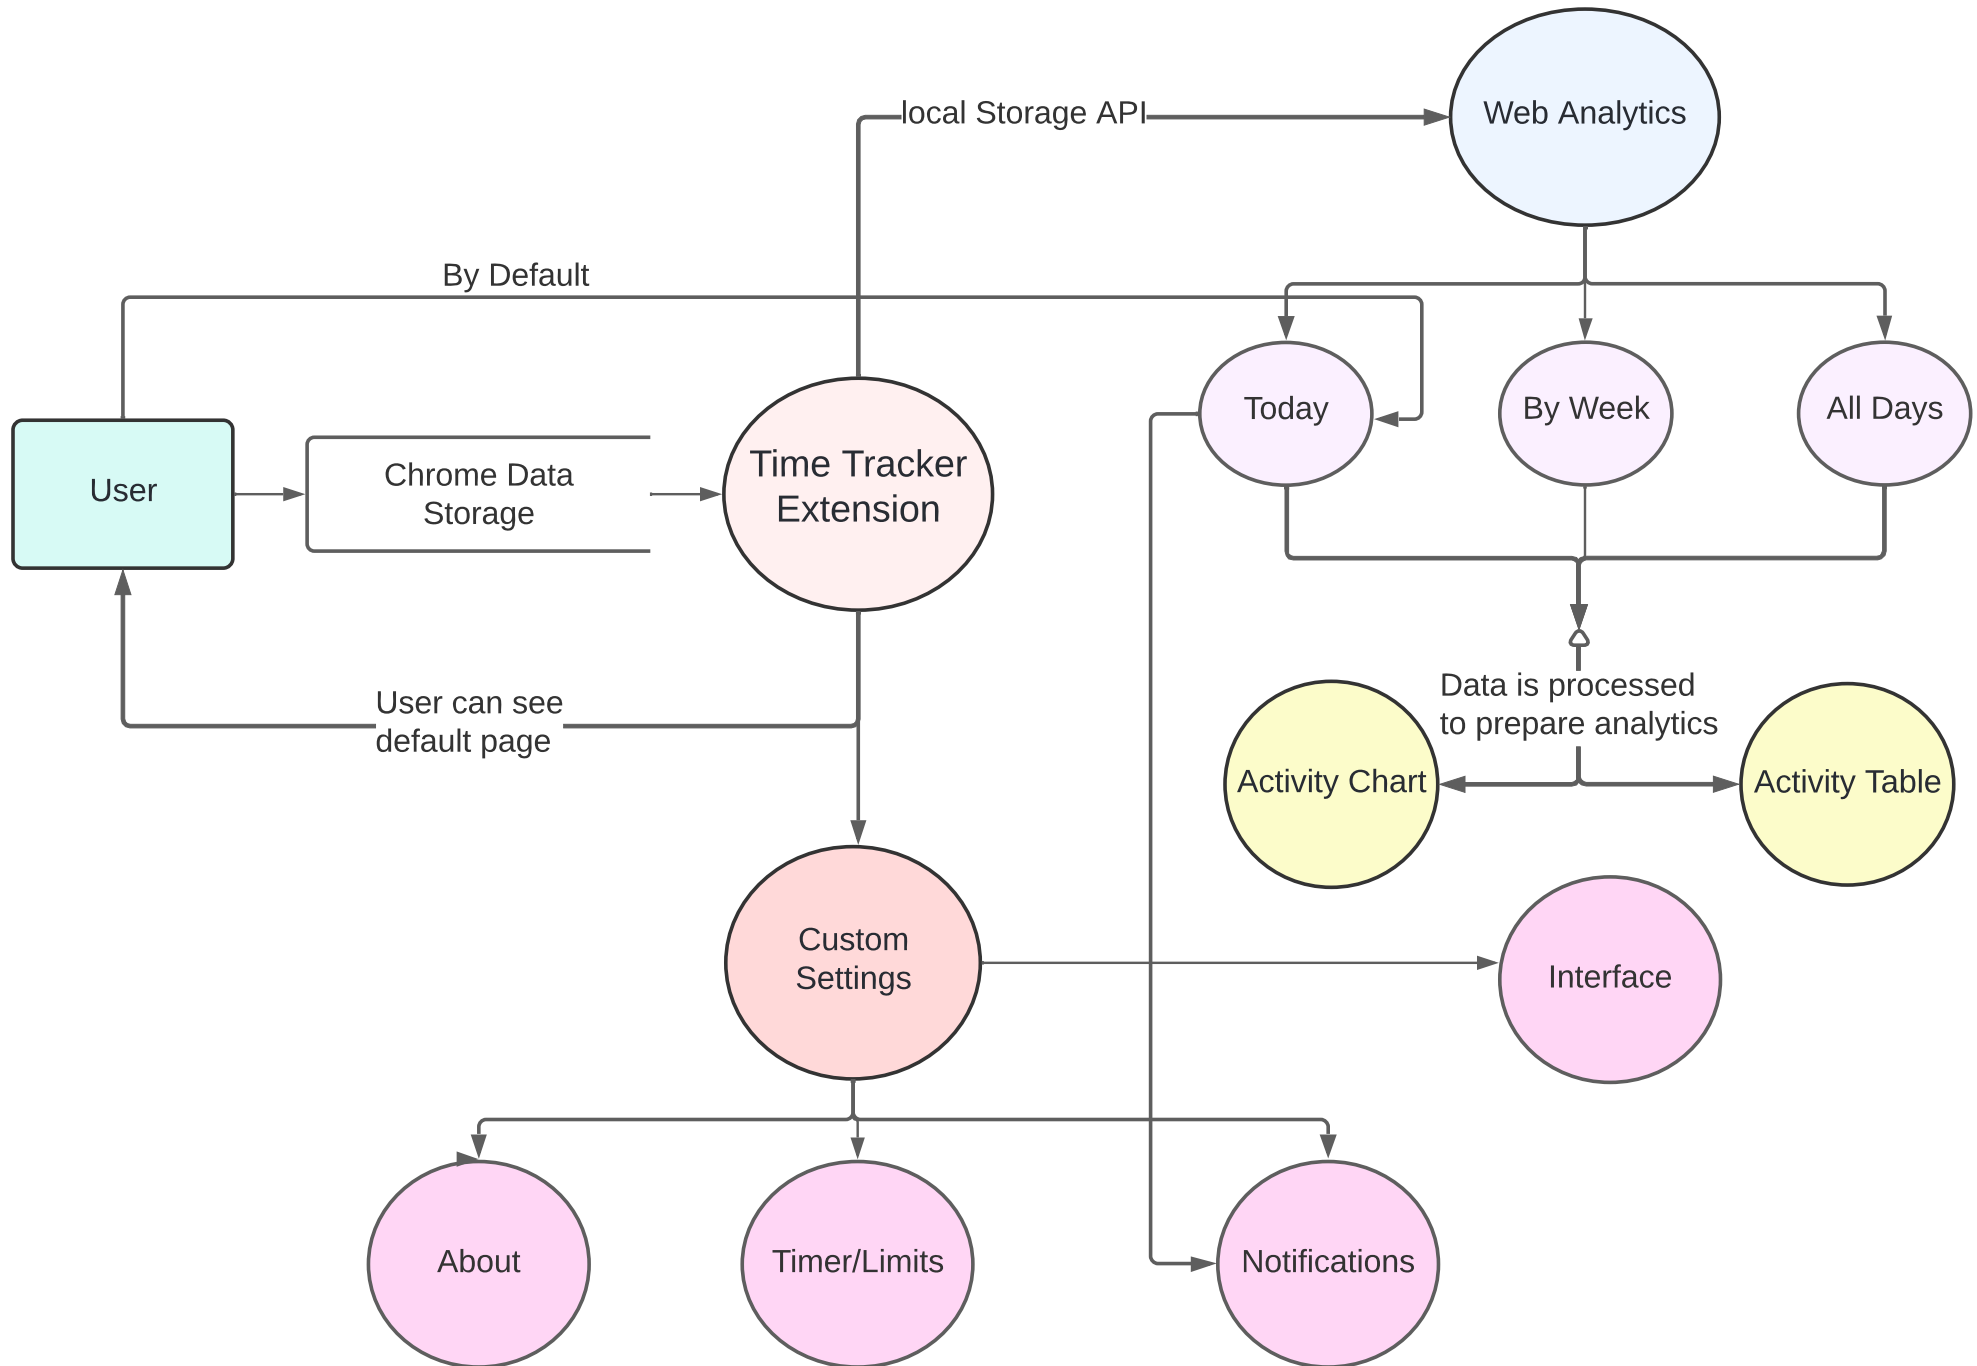 local Storage API
Web Analytics
By Default
Today
By Week
All Days
User
Chrome Data
Storage
Time Tracker
Extension
User can see
default page
Data is processed
to prepare analytics
Activity Chart
Activity Table
Custom
Settings
Interface
About
Timer/Limits
Notifications